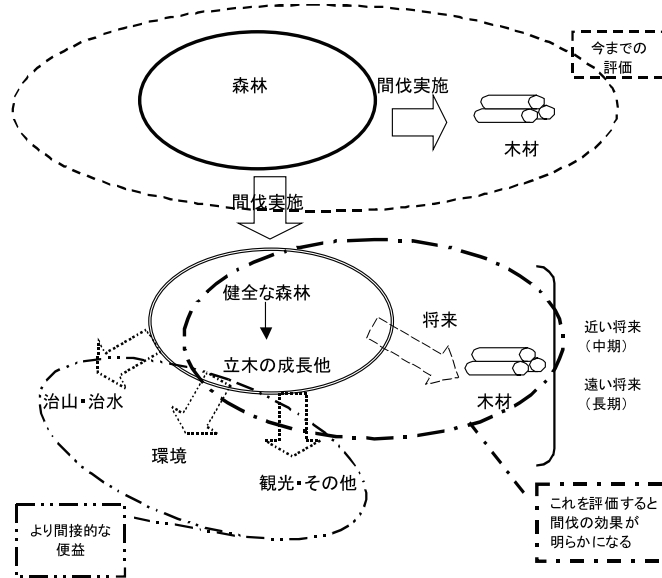 今までの
評価
森林
間伐実施
木材
間伐実施
健全な森林
将来
近い将来
（中期）
立木の成長他
遠い将来
（長期）
木材
治山・治水
環境
観光・その他
これを評価すると
間伐の効果が
明らかになる
より間接的な
便益